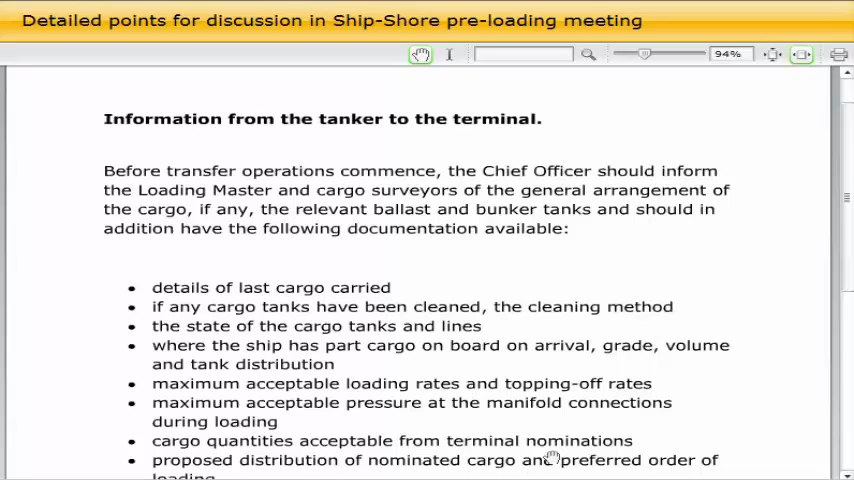 Detailed points for discussion in Ship-Shore pre-loading meeting
94%
Information from the tanker to the terminal.
Before transfer operations commence, the Chief Officer should inform
the Loading Master and cargo surveyors of the general arrangement of
the cargo, if any, the relevant ballast and bunker tanks and should in
addition have the following documentation available:
• details of last cargo carried
• if any cargo tanks have been cleaned, the cleaning method
• the state of the cargo tanks and lines
• where the ship has part cargo on board on arrival, grade, volume
and tank distribution
• maximum acceptable loading rates and topping-off rates
• maximum acceptable pressure at the manifold connections
during loading
• cargo quantities acceptable from terminal nominations
• proposed distribution of nominated cargo and preferred order of
loading